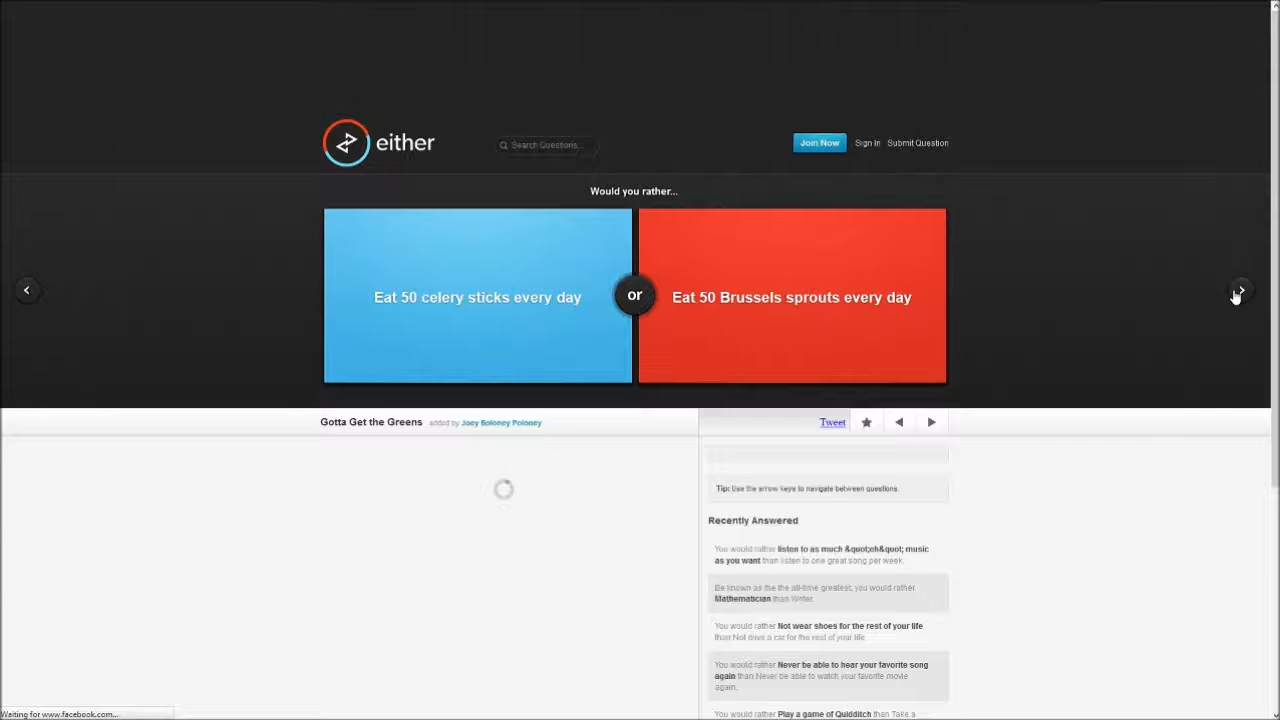 either
Search Questions...
Join Now Sign In Submit Question
Would you rather...
Eat 50 celery sticks every day
or
Eat 50 Brussels sprouts every day
Gotta Get the Greens added by Joey Boloney Poloney
Tweet
Tip: Use the arrow keys to navigate between questions.
Recently Answered
You would rather listen to as much &quot;eh&quot; music
as you want than listen to one great song per week.
Be known as the the all-time greatest, you would rather
Mathematician than Writer.
You would rather Not wear shoes for the rest of your life
than Not drive a car for the rest of your life
You would rather Never be able to hear your favorite song
again than Never be able to watch your favorite movie
again.
You would rather Play a game of Quidditch than Take a
Waiting for www.facebook.com...